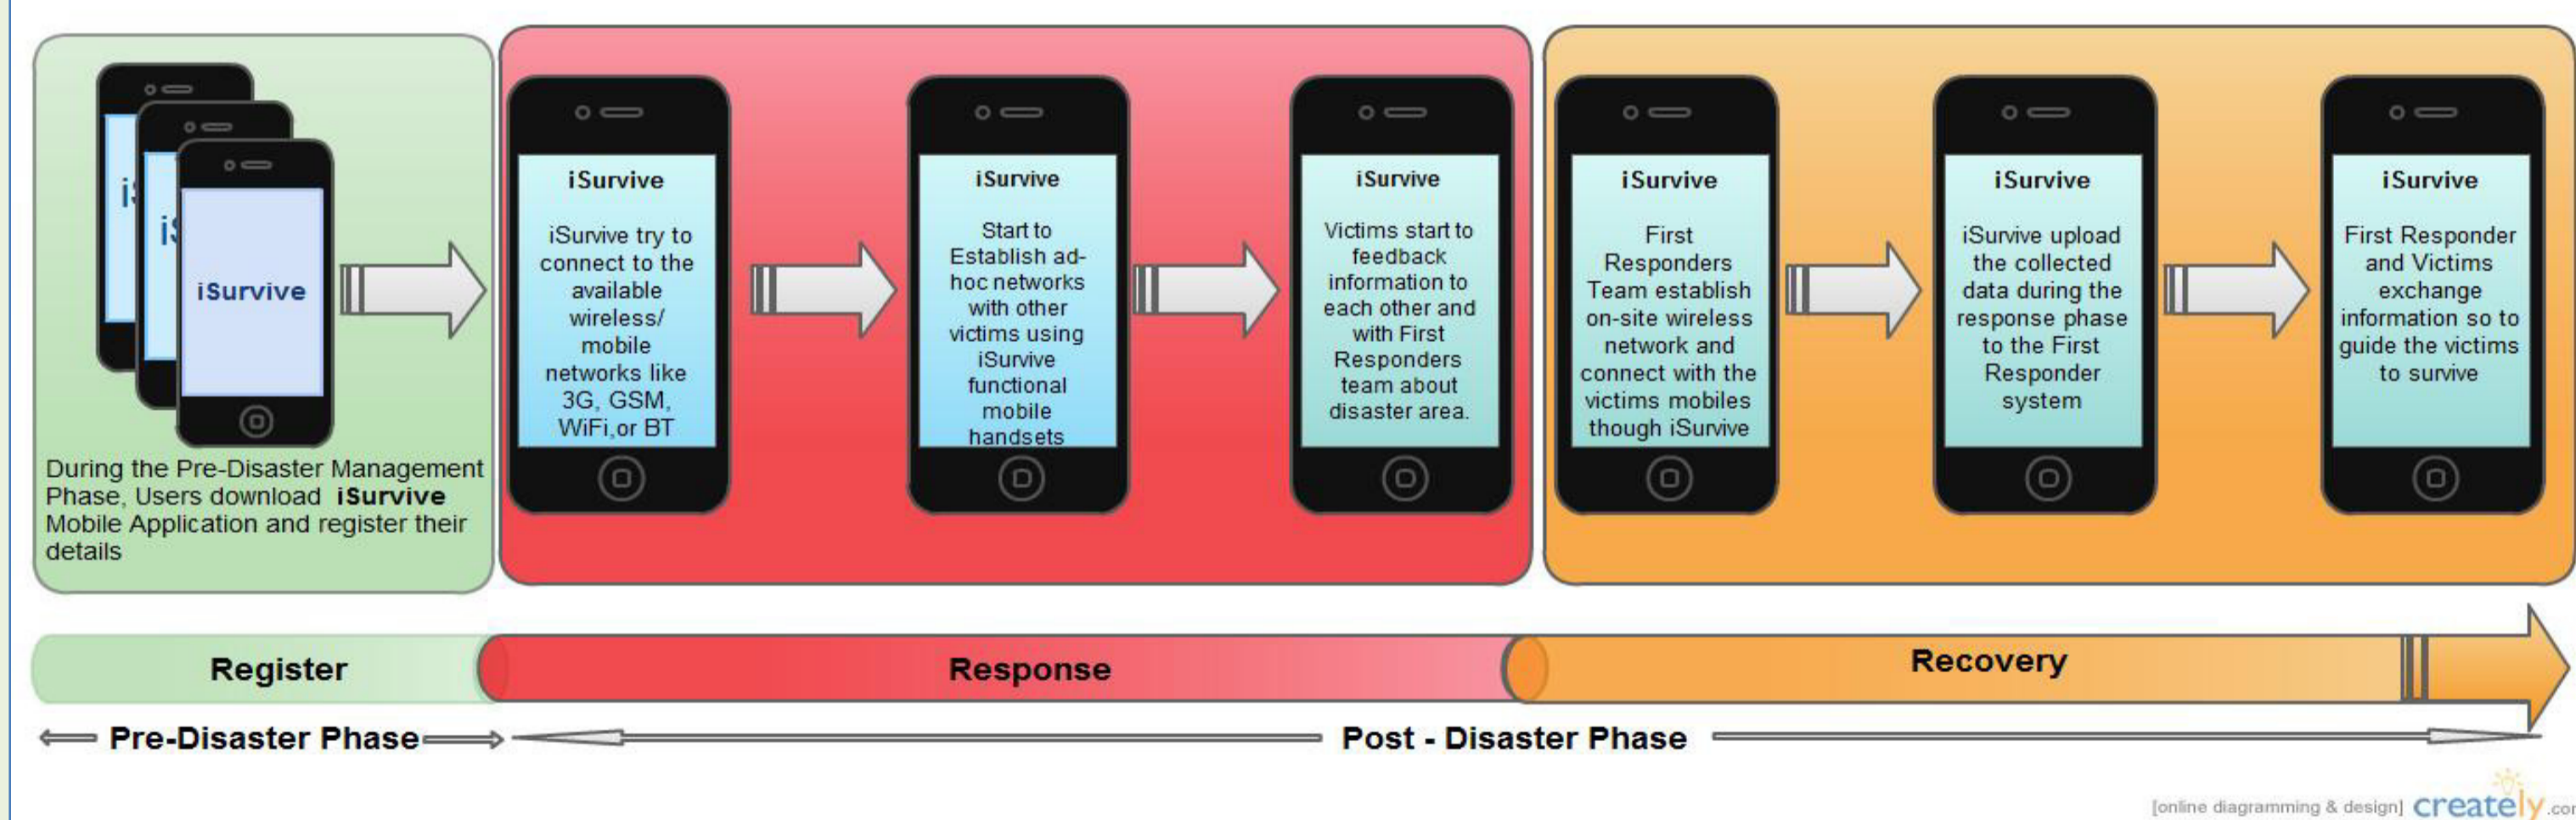 iS
iS
iSurvive
During the Pre-Disaster Management
Phase, Users download iSurvive
Mobile Application and register their
details
iSurvive
iSurvive try to
connect to the
available
wireless/
mobile
networks like
3G, GSM,
WiFi,or BT
iSurvive
Start to
Establish ad-
hoc networks
with other
victims using
iSurvive
functional
mobile
handsets
iSurvive
Victims start to
feedback
information to
each other and
with First
Responders
team about
disaster area.
iSurvive
First
Responders
Team establish
on-site wireless
network and
connect with the
victims mobiles
though iSurvive
iSurvive
iSurvive upload
the collected
data during the
response phase
to the First
Responder
system
iSurvive
First Responder
and Victims
exchange
information so to
guide the victims
to survive
Register
Response
Recovery
Pre-Disaster Phase
Post - Disaster Phase
[online diagramming & design] creately.com